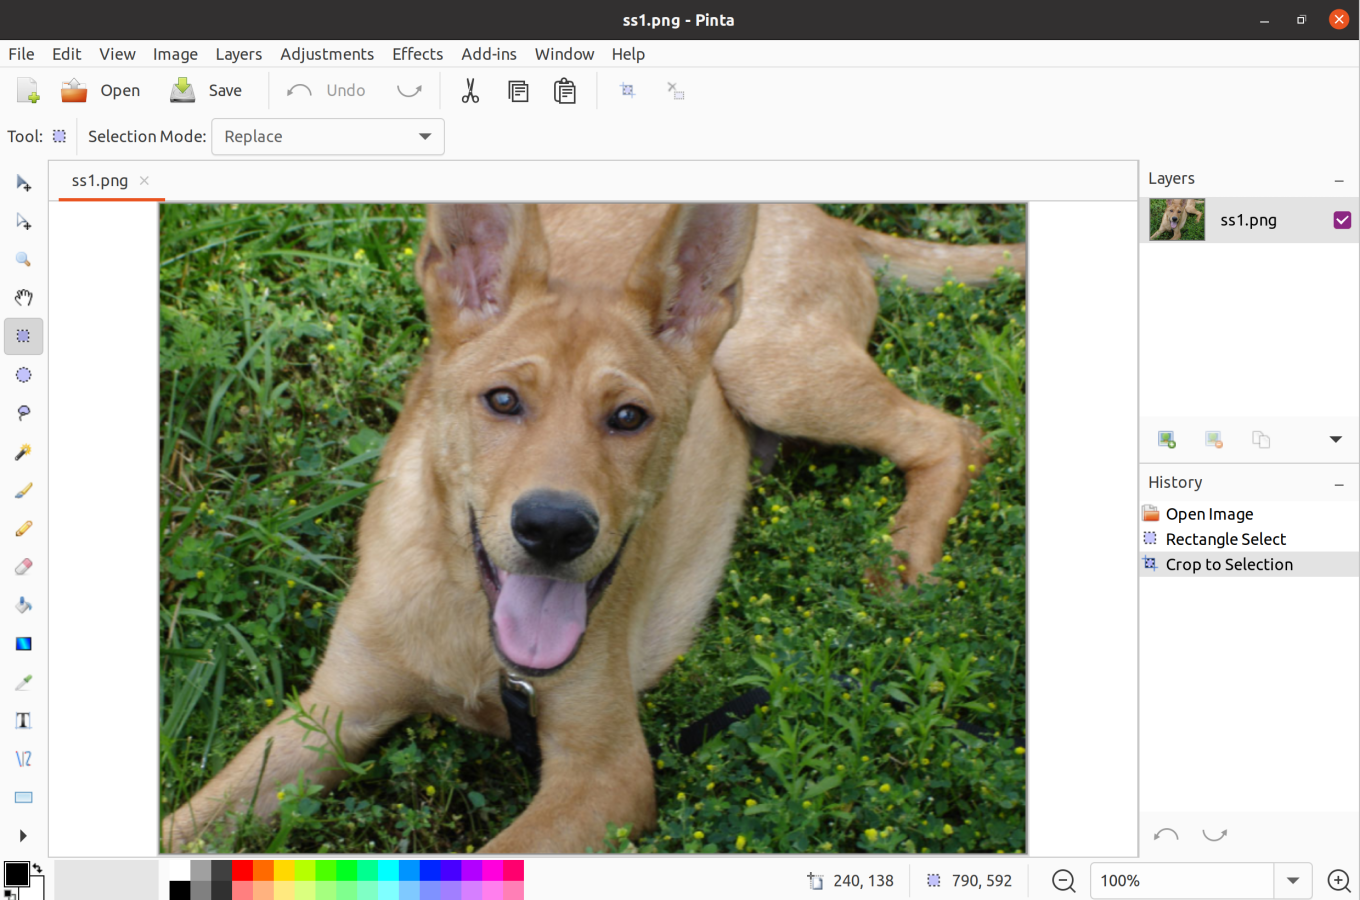 ss1.png - Pinta
File Edit View Image Layers Adjustments Effects Add-ins Window Help
Open Save Undo
Tool: Selection Mode: Replace
ss1.png
Layers
ss1.png
History
Open Image
Rectangle Select
Crop to Selection
240, 138 790, 592 100%